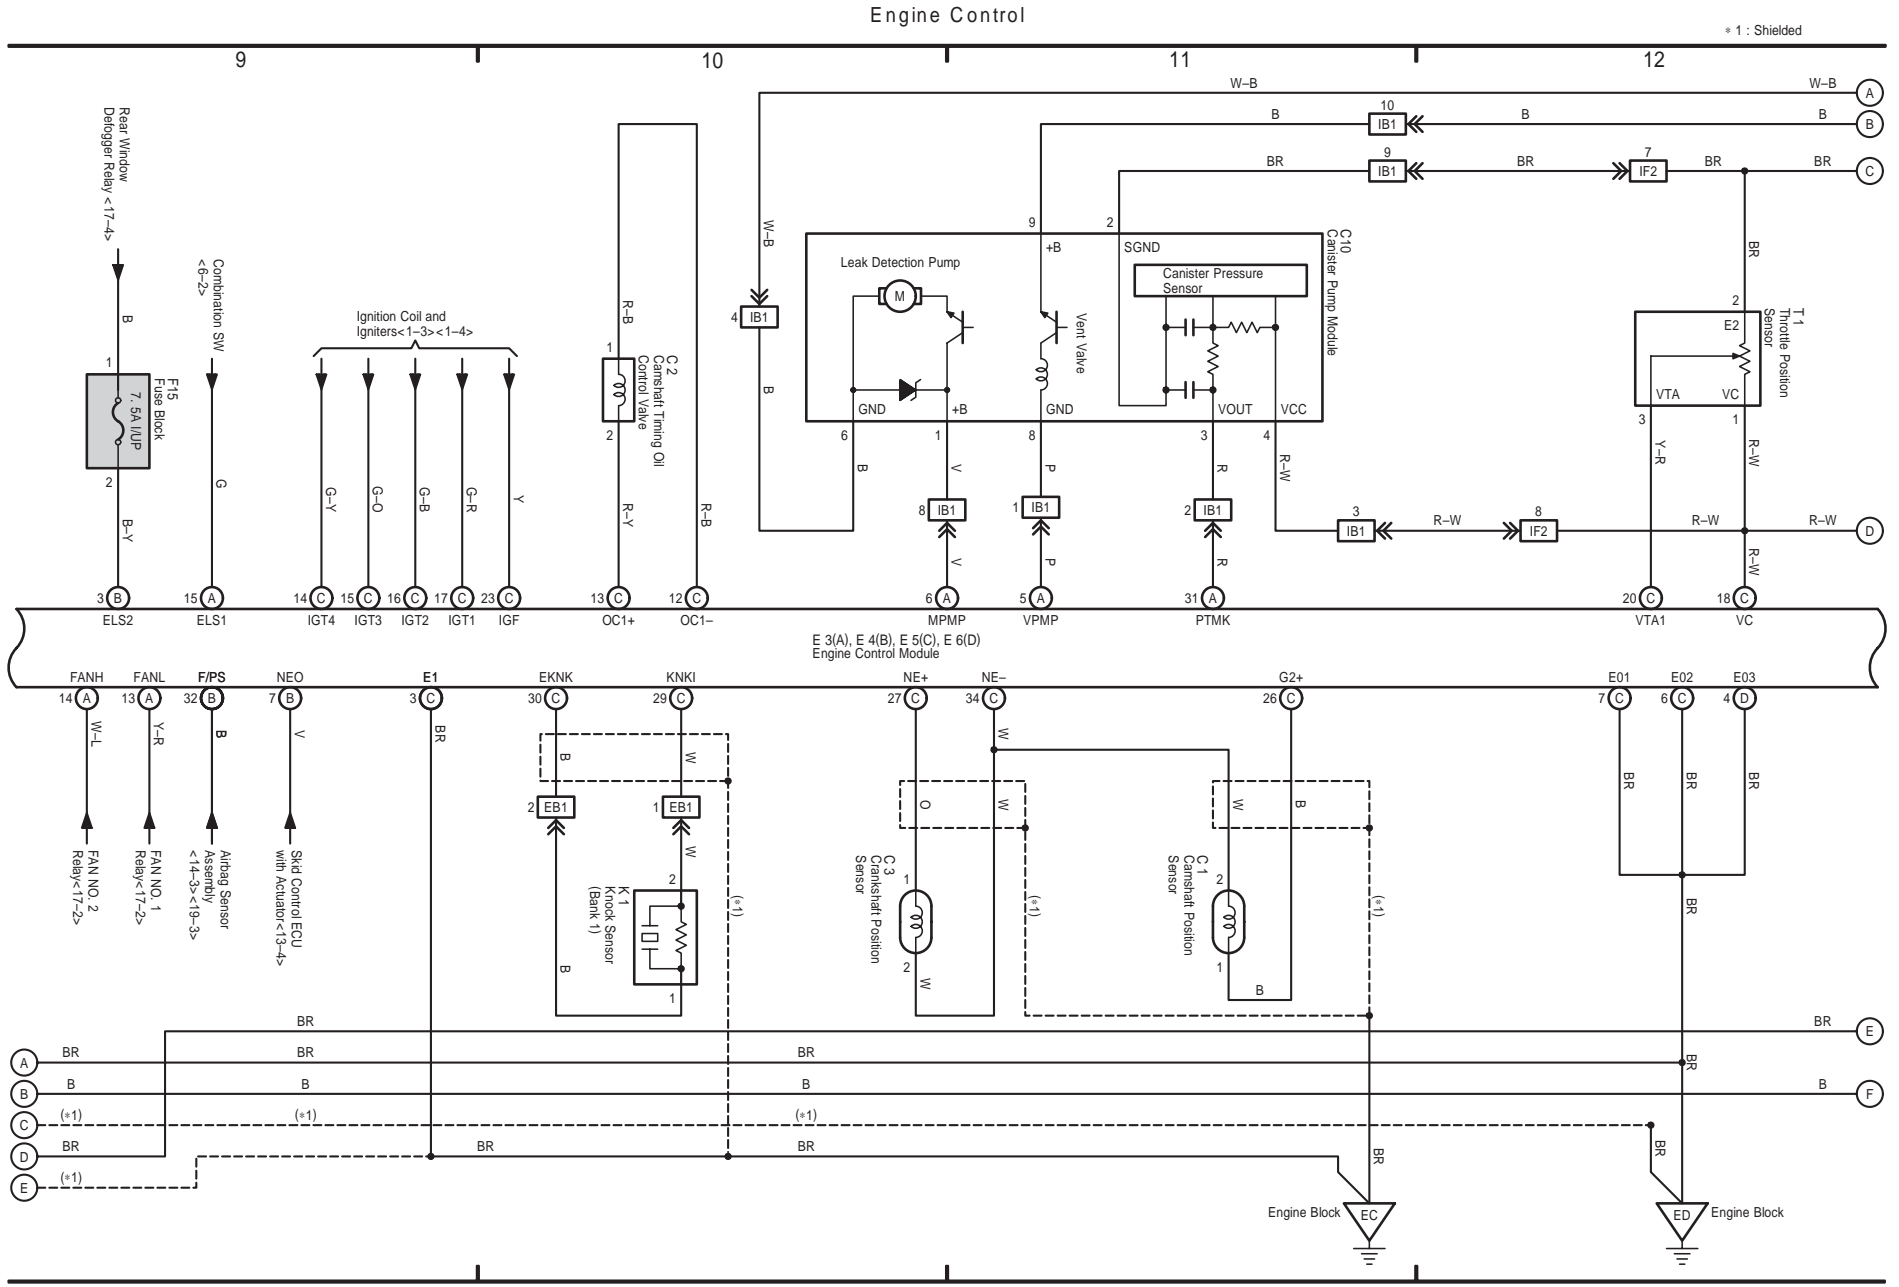 Engine Control
* 1 : Shielded
9
10
11
12
W–B
W–B
A
10
B
IB1
B
B
B
9
7
BR
IB1
BR
IF2
BR
BR
C
Rear Window
Defogger Relay <17–4>
B
1
F15
Fuse Block
7. 5A I/UP
2
B–Y
Combination SW
<6–2>
G
Ignition Coil and
Igniters<1–3><1–4>
G–Y
G–O
G–B
G–R
Y
R–B
1
C 2
Camshaft Timing Oil
Control Valve
2
R–Y
R–B
W–B
4
IB1
B
9
2
+B
SGND
C10
Canister Pump Module
Leak Detection Pump
M
Canister Pressure
Sensor
Vent Valve
GND
+B
GND
VOUT
VCC
6
1
8
3
4
B
V
P
R
R–W
8
IB1
1
IB1
2
IB1
V
P
R
3
IB1
R–W
8
IF2
R–W
R–W
D
BR
2
E2
T 1
Throttle Position
Sensor
VTA
VC
3
1
Y–R
R–W
R–W
3
B
15
A
14
C
15
C
16
C
17
C
23
C
13
C
12
C
6
A
5
A
31
A
20
C
18
C
ELS2
ELS1
IGT4
IGT3
IGT2
IGT1
IGF
OC1+
OC1–
MPMP
VPMP
PTMK
VTA1
VC
E 3(A), E 4(B), E 5(C), E 6(D)
Engine Control Module
FANH
FANL
F/PS
NEO
E1
EKNK
KNKI
NE+
NE–
G2+
E01
E02
E03
14
A
13
A
32
B
7
B
3
C
30
C
29
C
27
C
34
C
26
C
7
C
6
C
4
D
W–L
Y–R
B
V
BR
B
W
W
O
W
W
B
BR
BR
BR
2
EB1
1
EB1
W
FAN NO. 2
Relay<17–2>
FAN NO. 1
Relay<17–2>
Airbag Sensor
Assembly
<14–3><19–3>
Skid Control ECU
with Actuator<13–4>
2
K 1
Knock Sensor
(Bank 1)
1
B
(*1)
C 3
Crankshaft Position
Sensor
1
2
W
(*1)
C 1
Camshaft Position
Sensor
2
1
B
(*1)
BR
BR
BR
E
A
BR
BR
BR
BR
B
B
B
B
B
F
C
(*1)
(*1)
(*1)
D
BR
BR
BR
BR
BR
E
(*1)
Engine Block
EC
ED
Engine Block